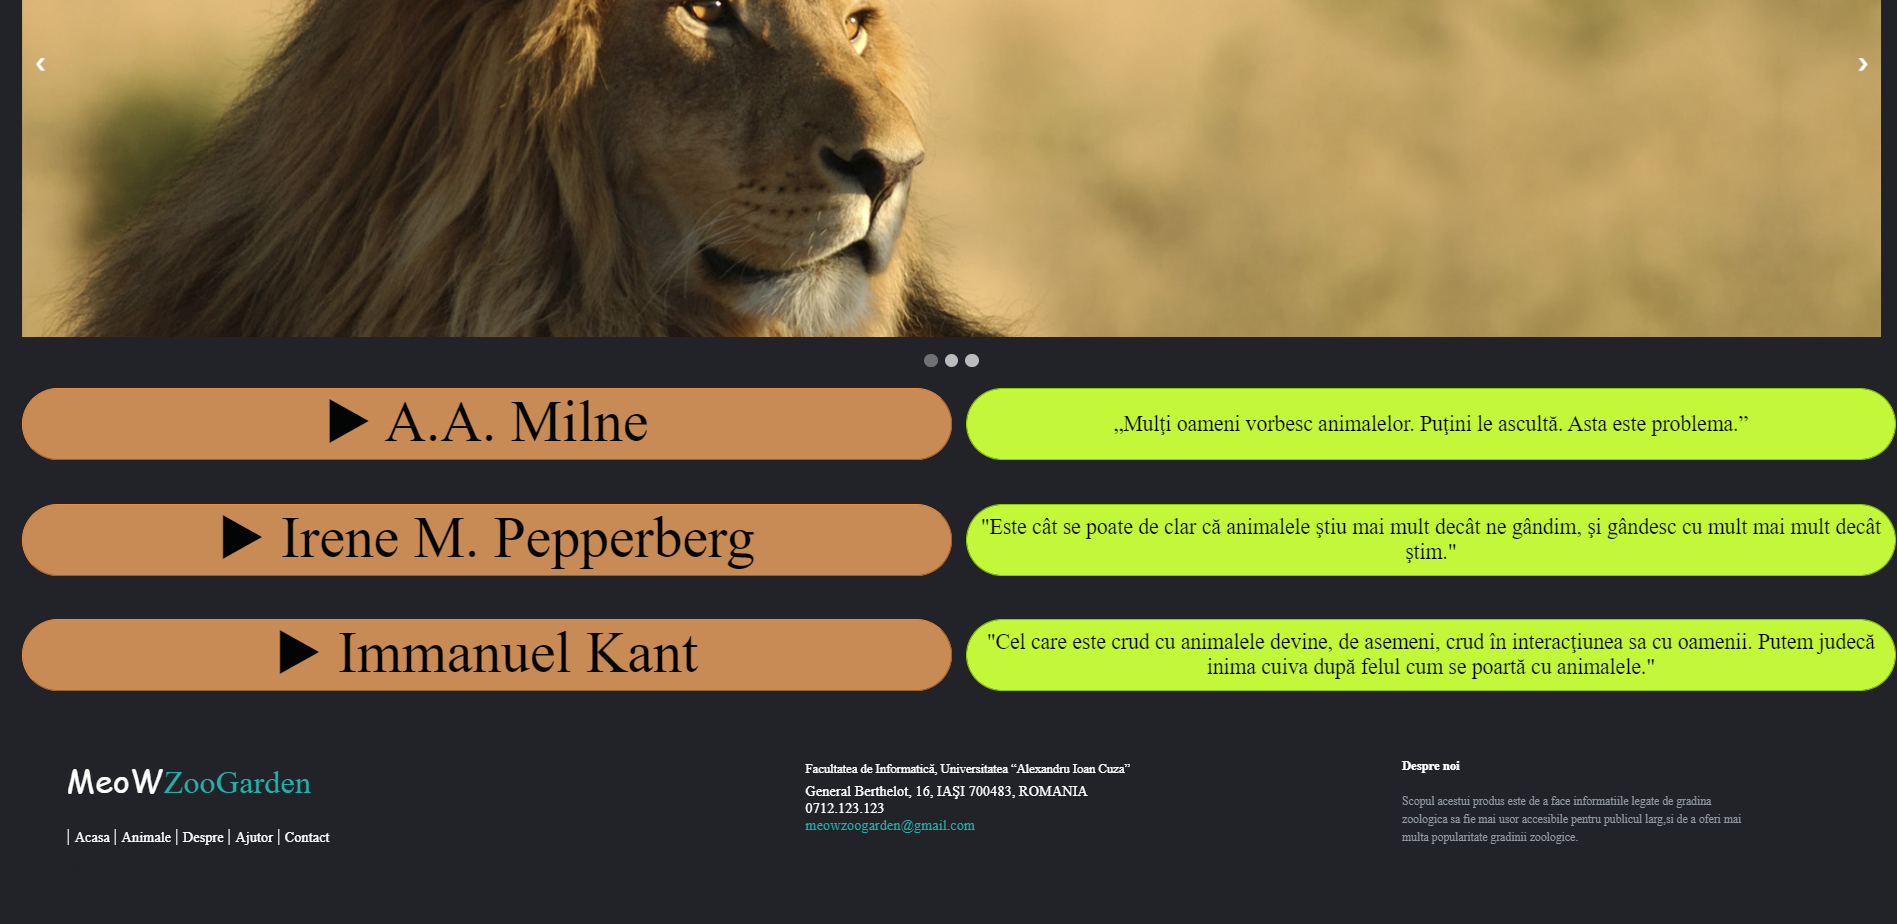 ‹ ›
▶ A.A. Milne
„Mulţi oameni vorbesc animalelor. Puţini le ascultă. Asta este problema.”
▶ Irene M. Pepperberg
"Este cât se poate de clar că animalele ştiu mai mult decât ne gândim, şi gândesc cu mult mai mult decât
ştim."
▶ Immanuel Kant
"Cel care este crud cu animalele devine, de asemeni, crud în interacţiunea sa cu oamenii. Putem judecă
inima cuiva după felul cum se poartă cu animalele."
MeoWZooGarden
| Acasa | Animale | Despre | Ajutor | Contact
Facultatea de Informatică, Universitatea “Alexandru Ioan Cuza”
General Berthelot, 16, IAŞI 700483, ROMANIA
0712.123.123
meowzoogarden@gmail.com
Despre noi
Scopul acestui produs este de a face informatiile legate de gradina
zoologica sa fie mai usor accesibile pentru publicul larg,si de a oferi mai
multa popularitate gradinii zoologice.